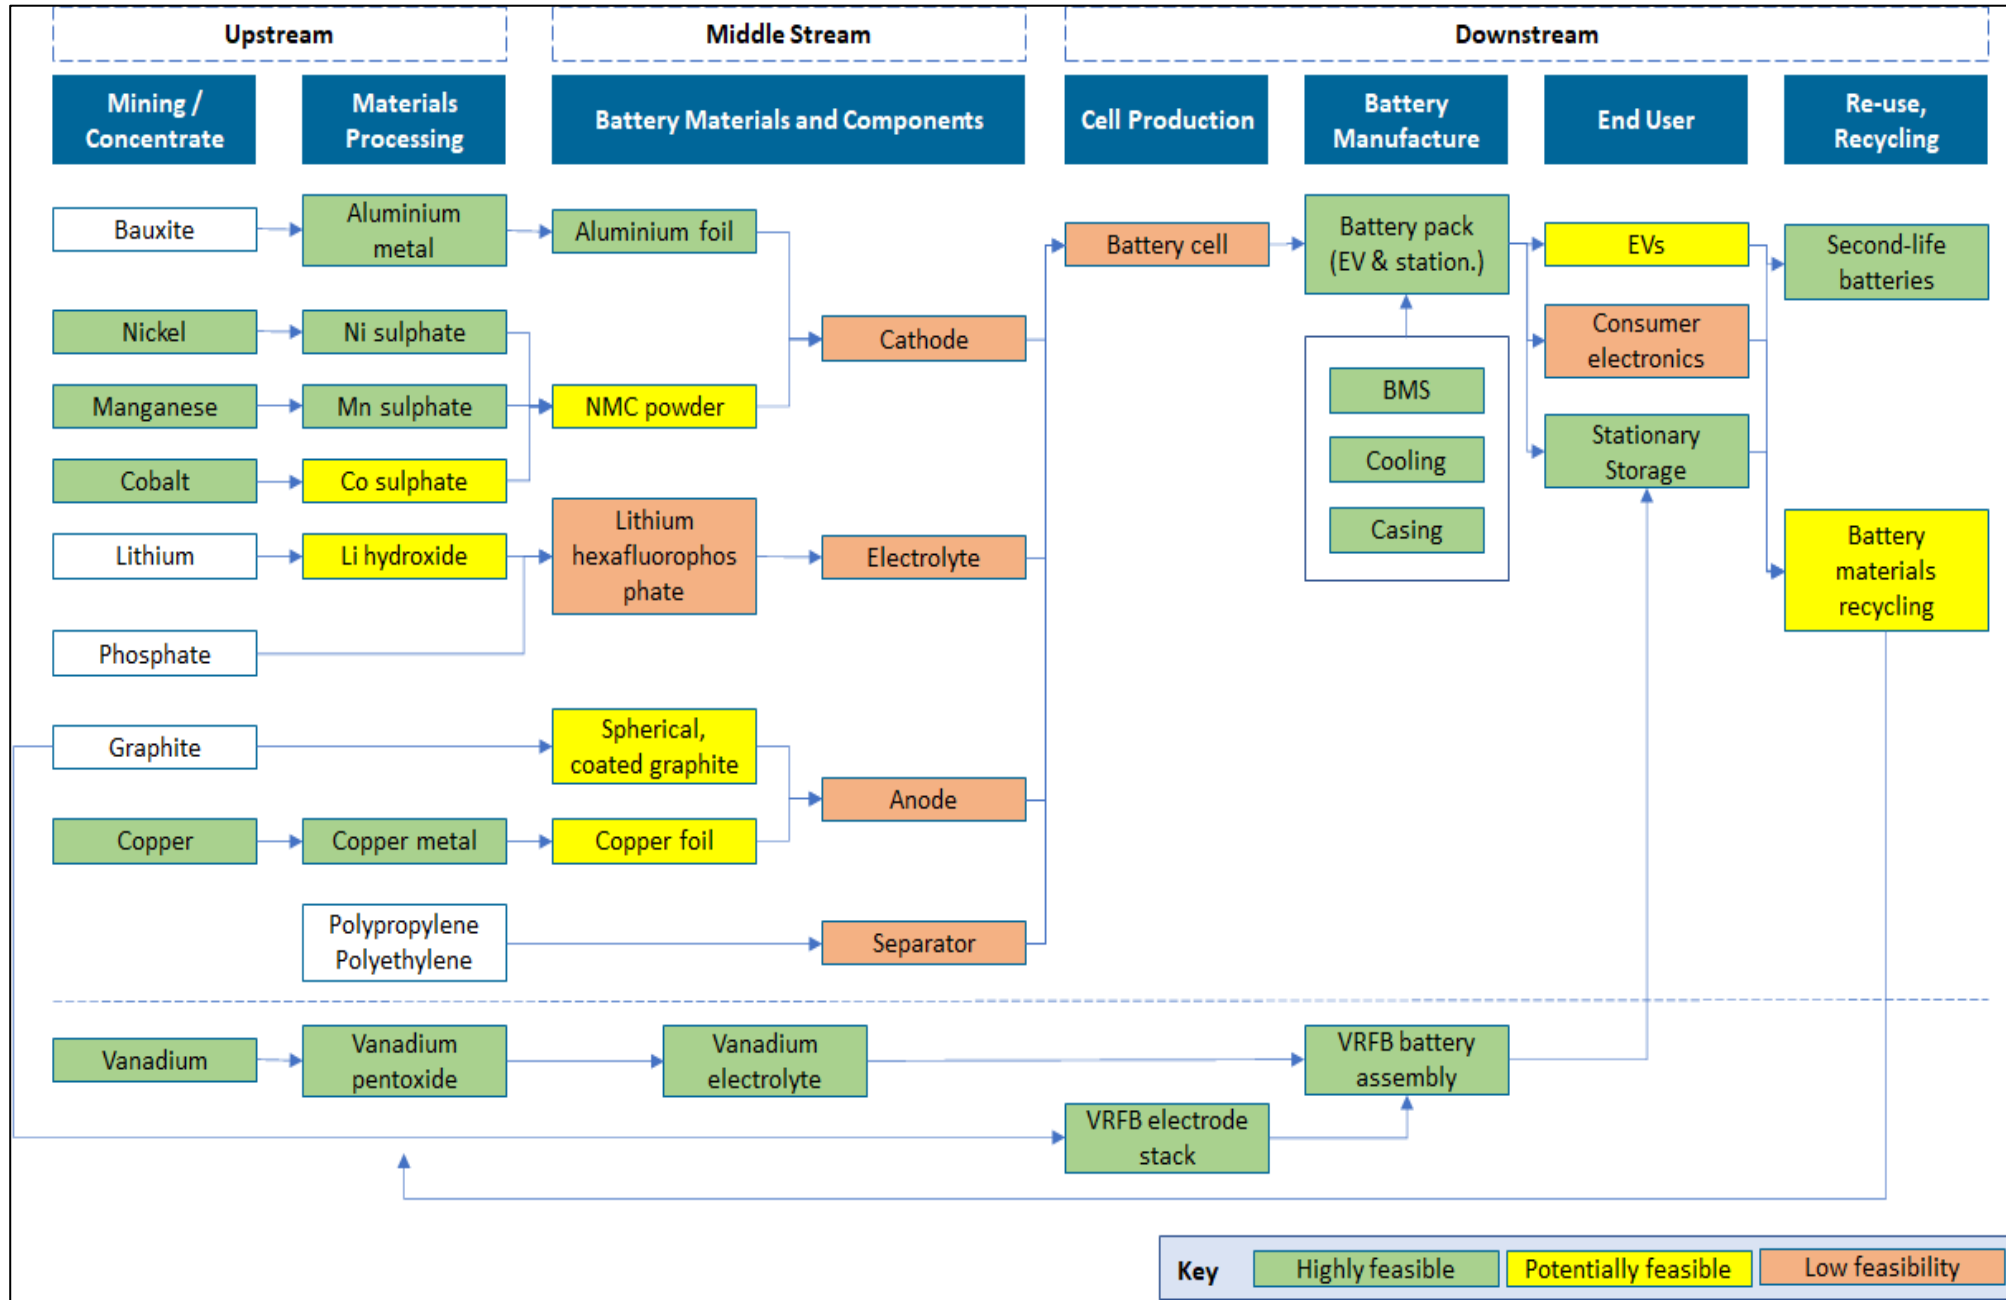 Upstream
Middle Stream
Downstream
Mining /
Concentrate
Materials
Processing
Battery Materials and Components
Cell Production
Battery
Manufacture
End User
Re-use,
Recycling
Bauxite
Aluminium
metal
Aluminium foil
Nickel
Ni sulphate
Manganese
Mn sulphate
NMC powder
Cobalt
Co sulphate
Cathode
Lithium
Li hydroxide
Lithium
hexafluorophos
phate
Electrolyte
Phosphate
Graphite
Spherical,
coated graphite
Anode
Copper
Copper metal
Copper foil
Polypropylene
Polyethylene
Separator
Battery cell
Battery pack
(EV & station.)
BMS
Cooling
Casing
EVs
Consumer
electronics
Stationary
Storage
Second-life
batteries
Battery
materials
recycling
Vanadium
Vanadium
pentoxide
Vanadium
electrolyte
VRFB battery
assembly
VRFB electrode
stack
Key
Highly feasible
Potentially feasible
Low feasibility